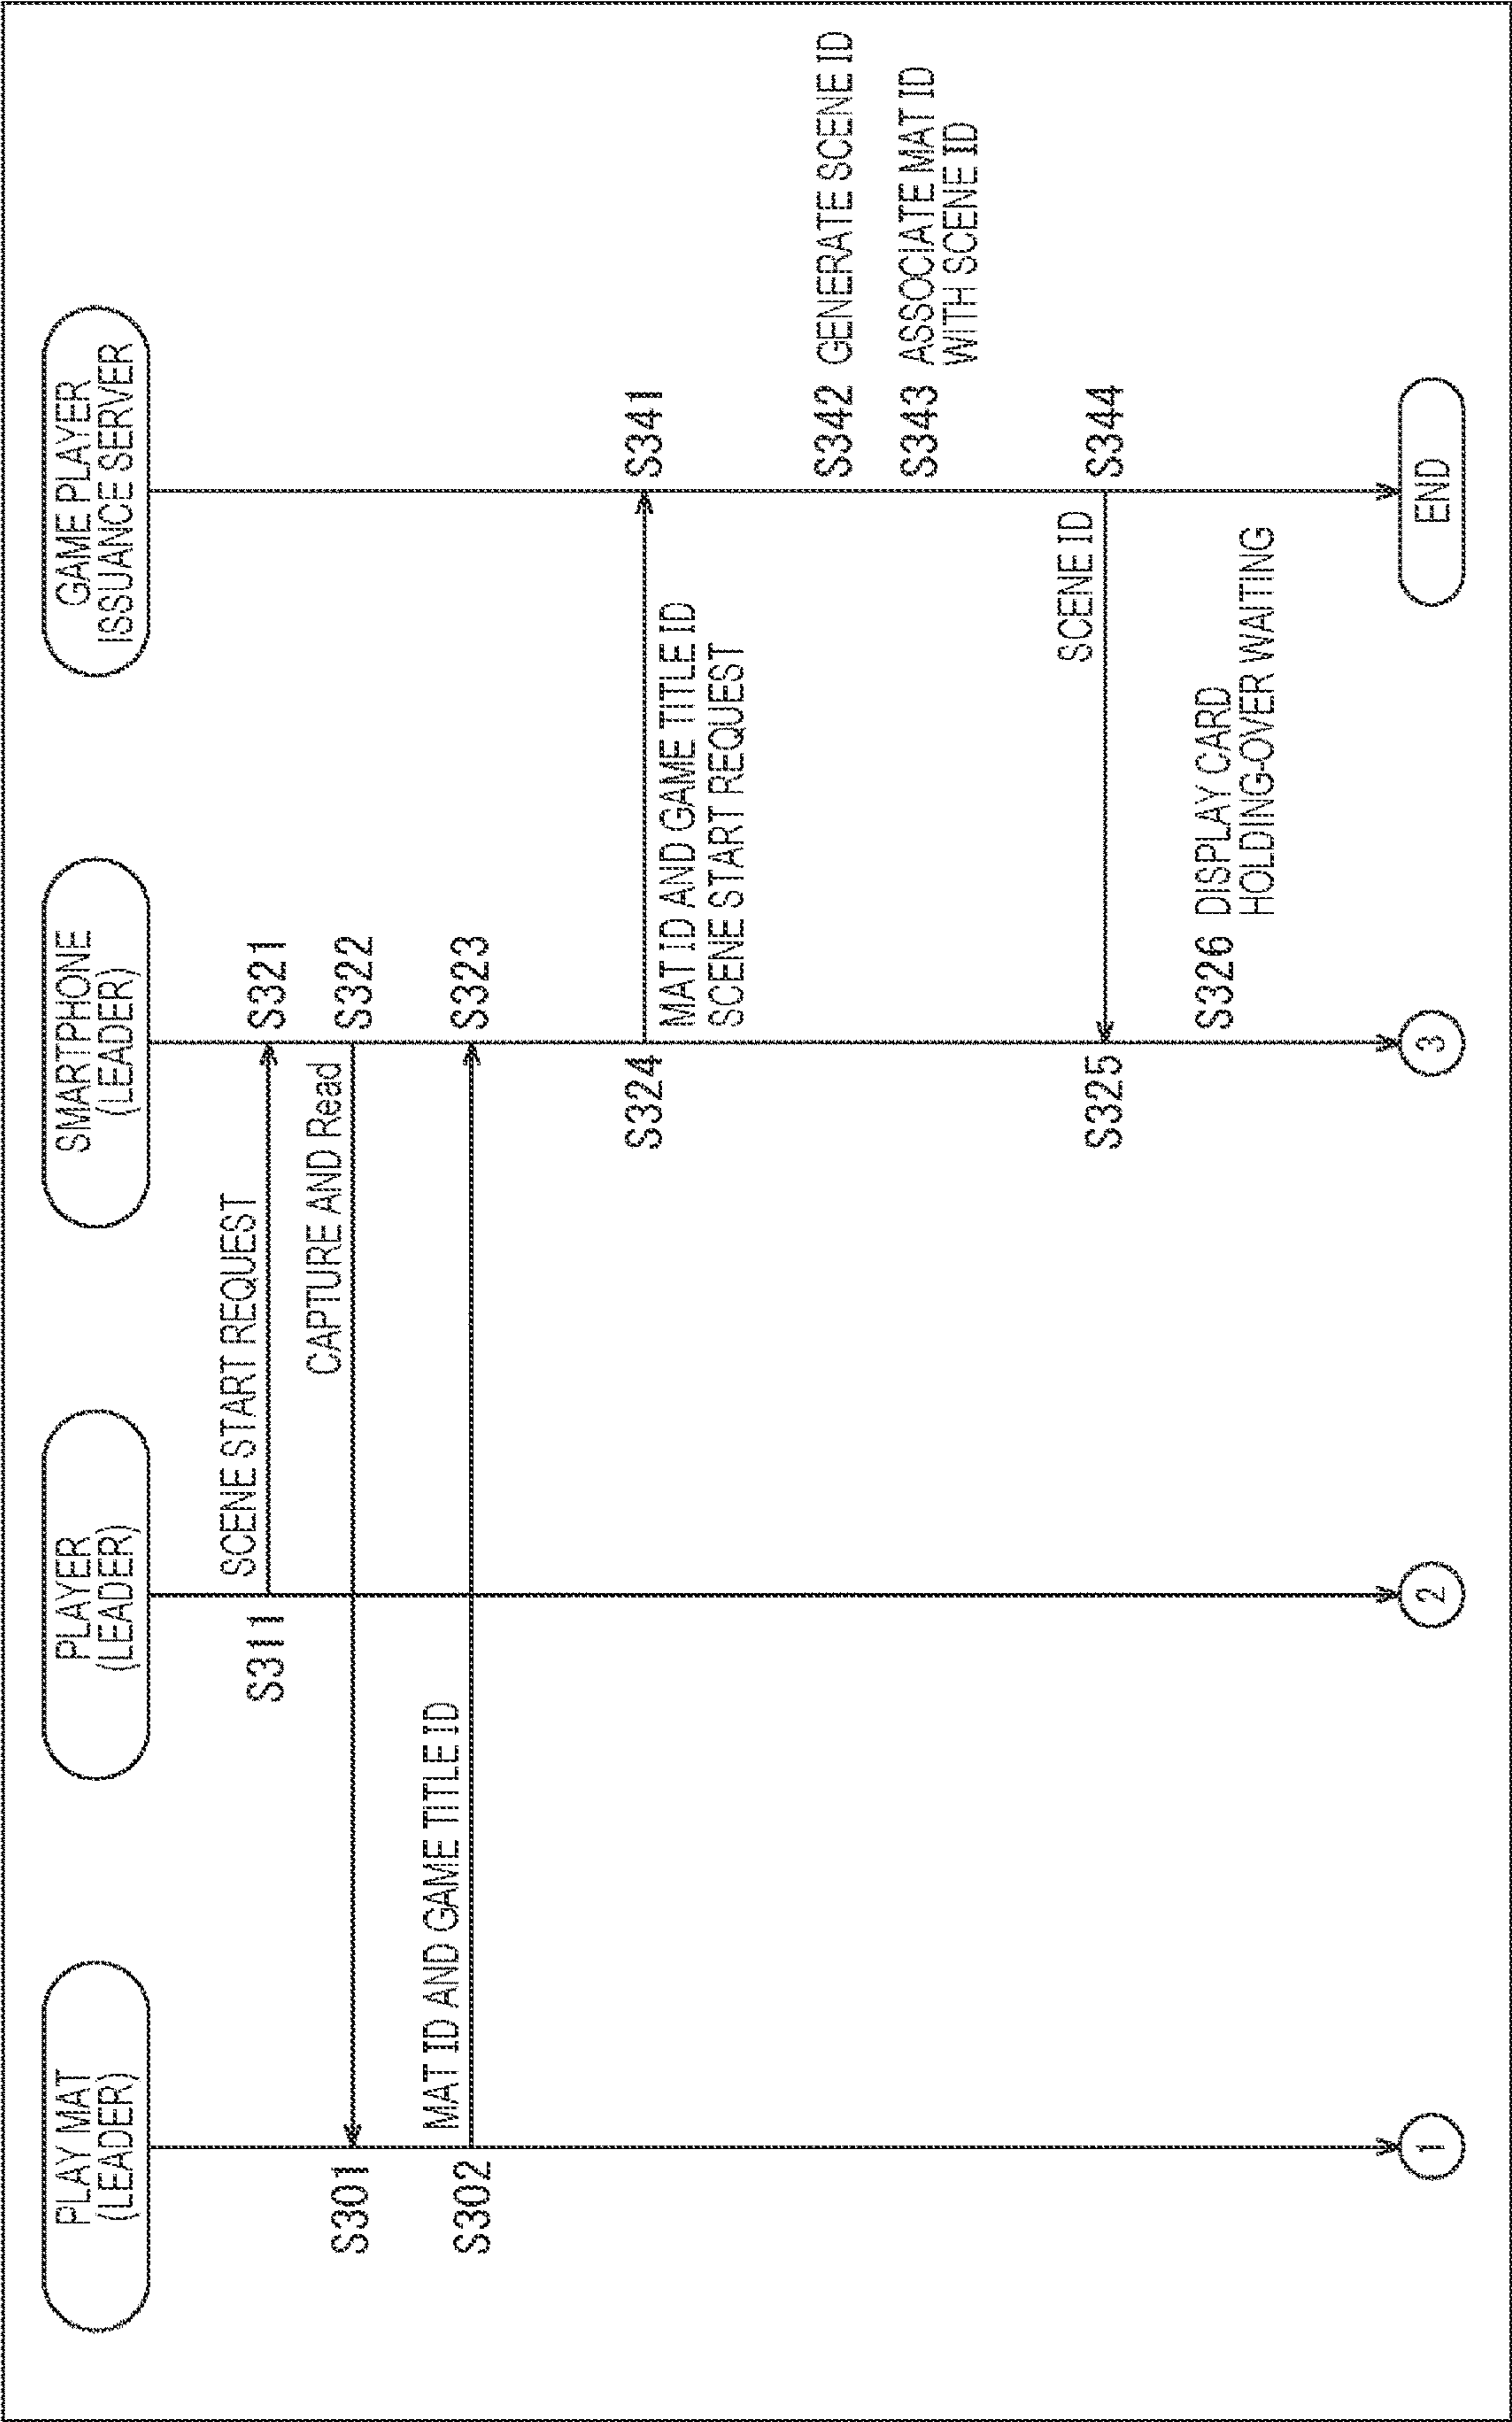 PLAY MAT
(LEADER)
PLAYER
(LEADER)
SMARTPHONE
(LEADER)
GAME PLAYER
ISSUANCE SERVER
SCENE START REQUEST
S311
S321
CAPTURE AND Read
S301
S322
MAT ID AND GAME TITLE ID
S302
S323
S324
S341
MAT ID AND GAME TITLE ID
SCENE START REQUEST
S342 GENERATE SCENE ID
S343 ASSOCIATE MAT ID
WITH SCENE ID
SCENE ID
S325
S344
S326 DISPLAY CARD
HOLDING-OVER WAITING
1
2
3
END